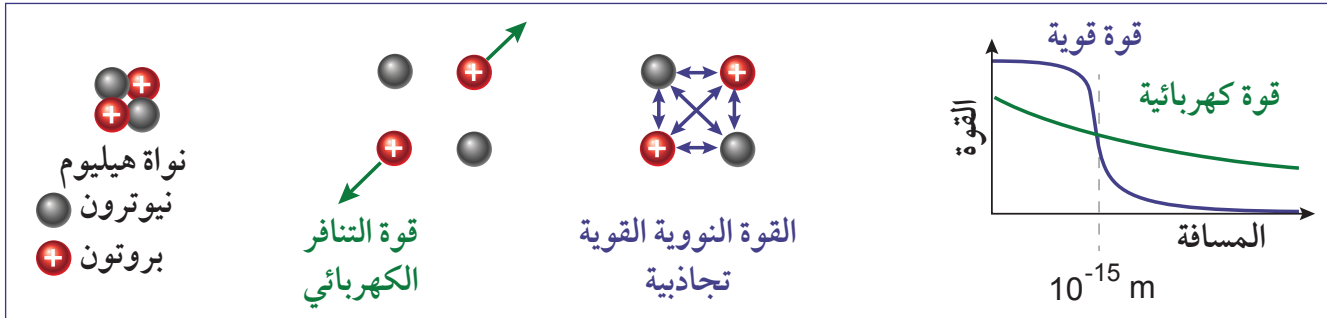 قوة قوية
قوة كهربائية
القوة
المسافة
10⁻¹⁵ m
القوة النووية القوية
تجاذبية
قوة التنافر
الكهربائي
نواة هيليوم
نيوترون
بروتون
+
+
+
+
+
+
+